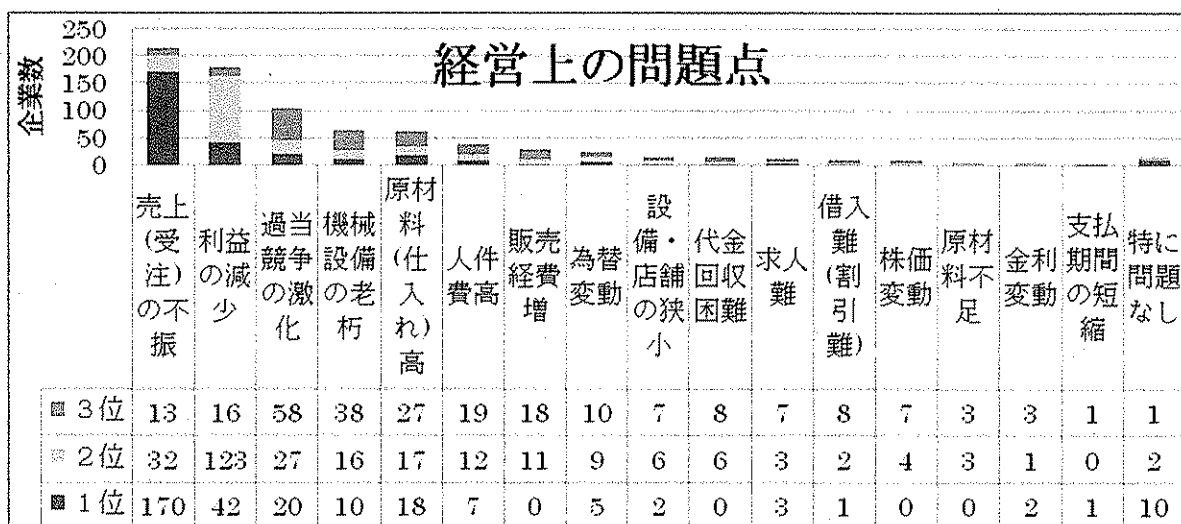 経営上の問題点
企業数
250
200
150
100
50
0
売上(受注)の不振
利益の減少
過当競争の激化
機械設備の老朽
原材料(仕入れ)高
人件費高
販売経費増
為替変動
設備・店舗の狭小
代金回収困難
求人難
借入難(割引難)
株価変動
原材料不足
金利変動
支払期間の短縮
特に問題なし
3位 13 16 58 38 27 19 18 10 7 8 7 8 7 3 3 1 1
2位 32 123 27 16 17 12 11 9 6 6 3 2 4 3 1 0 2
1位 170 42 20 10 18 7 0 5 2 0 3 1 0 0 2 1 10